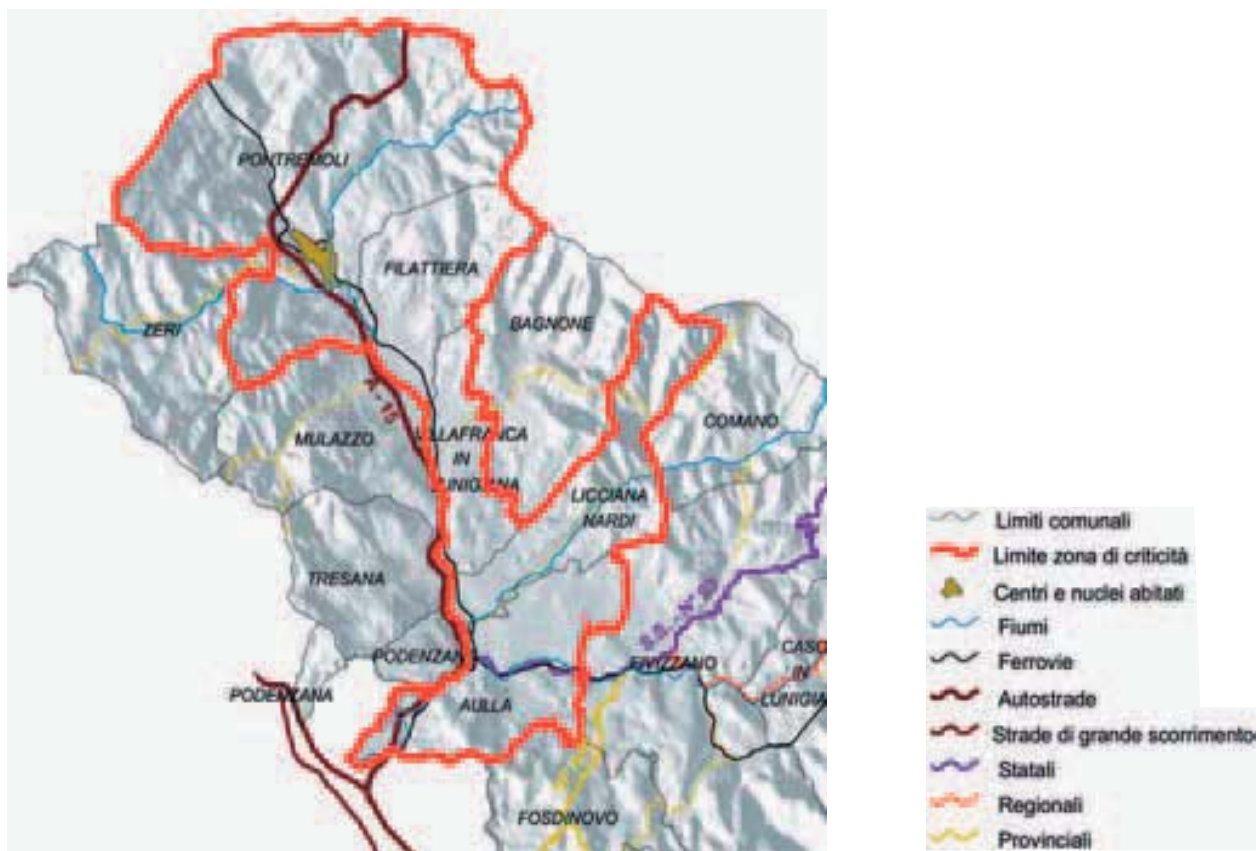 PONTREMOLI
FILATTIERA
ZERI
BAGNONE
COMANO
A - 15
MULAZZO
VILLAFRANCA
IN
LUNIGIANA
LICCIANA
NARDI
TRESANA
S.S. N°
PODENZANA
FIVIZZANO
CASO
IN
LUNIGIA
PODENZANA
AULLA
FOSDINOVO
Limiti comunali
Limite zona di criticità
Centri e nuclei abitati
Fiumi
Ferrovie
Autostrade
Strade di grande scorrimento
Statali
Regionali
Provinciali